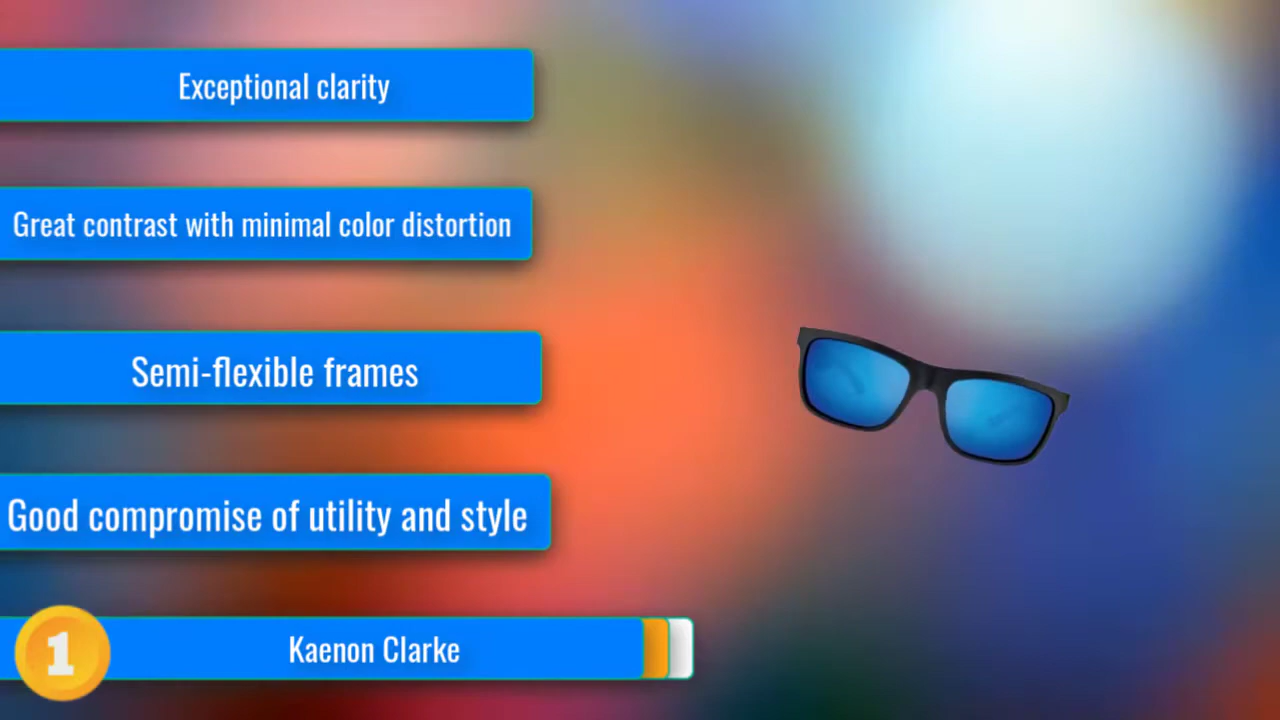 Exceptional clarity
Great contrast with minimal color distortion
Semi-flexible frames
Good compromise of utility and style
1
Kaenon Clarke